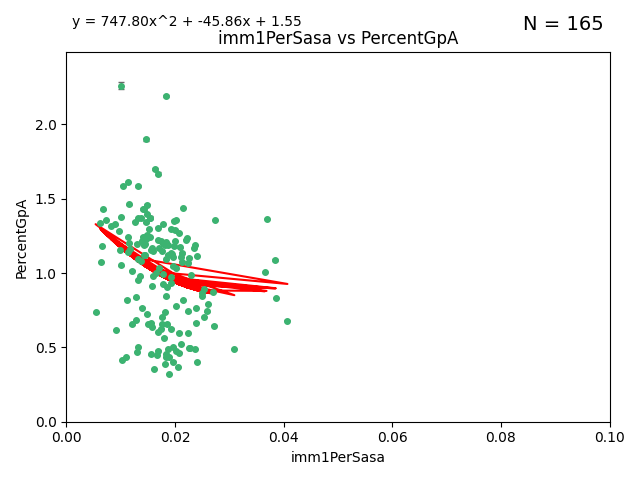 y = 747.80x^2 + -45.86x + 1.55
N = 165
imm1PerSasa vs PercentGpA
PercentGpA
2.0
1.5
1.0
0.5
0.0
0.00 0.02 0.04 0.06 0.08 0.10
imm1PerSasa